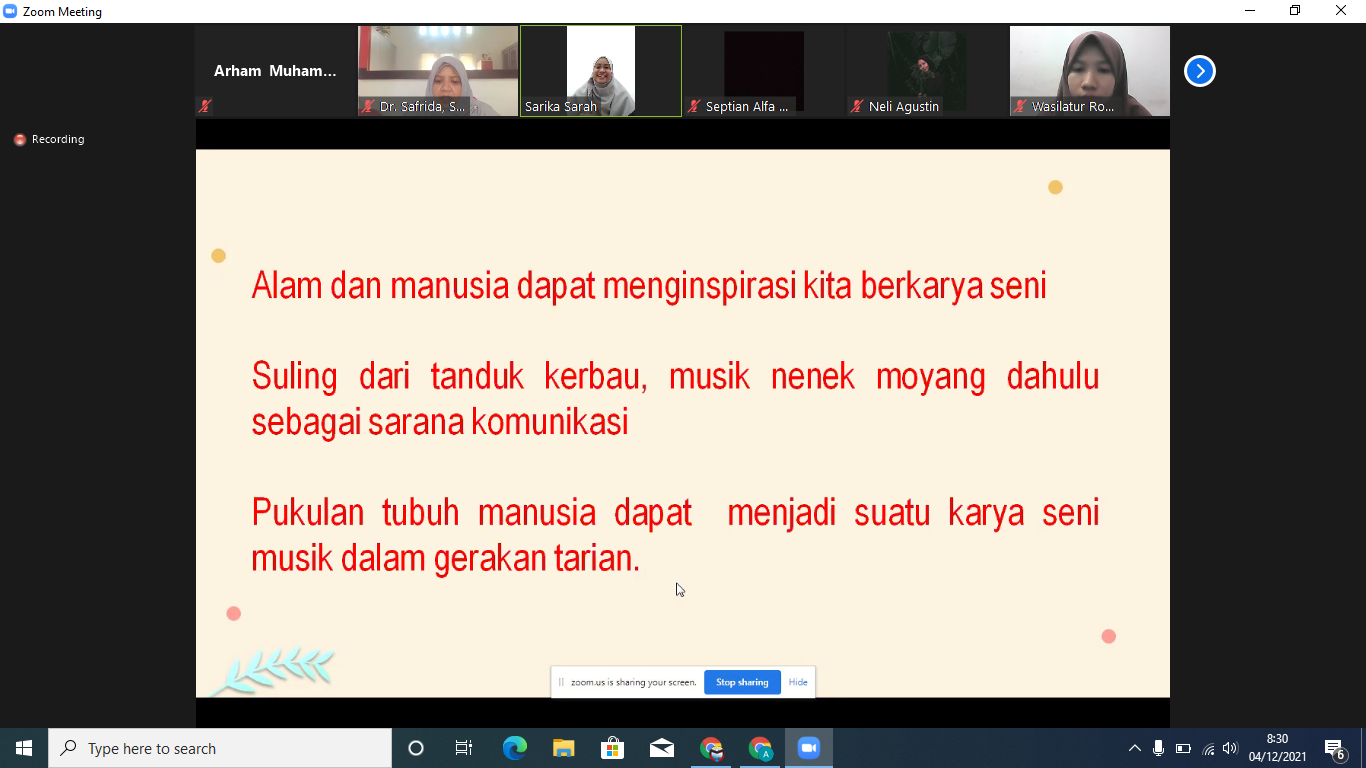 Zoom Meeting
Arham Muham...
Dr. Safrida, S...
Sarika Sarah
Septian Alfa ...
Neli Agustin
Wasilatur Ro...
Recording
Alam dan manusia dapat menginspirasi kita berkarya seni
Suling dari tanduk kerbau, musik nenek moyang dahulu
sebagai sarana komunikasi
Pukulan tubuh manusia dapat menjadi suatu karya seni
musik dalam gerakan tarian.
zoom.us is sharing your screen.
Stop sharing
Hide
Type here to search
A
8:30
04/12/2021
6